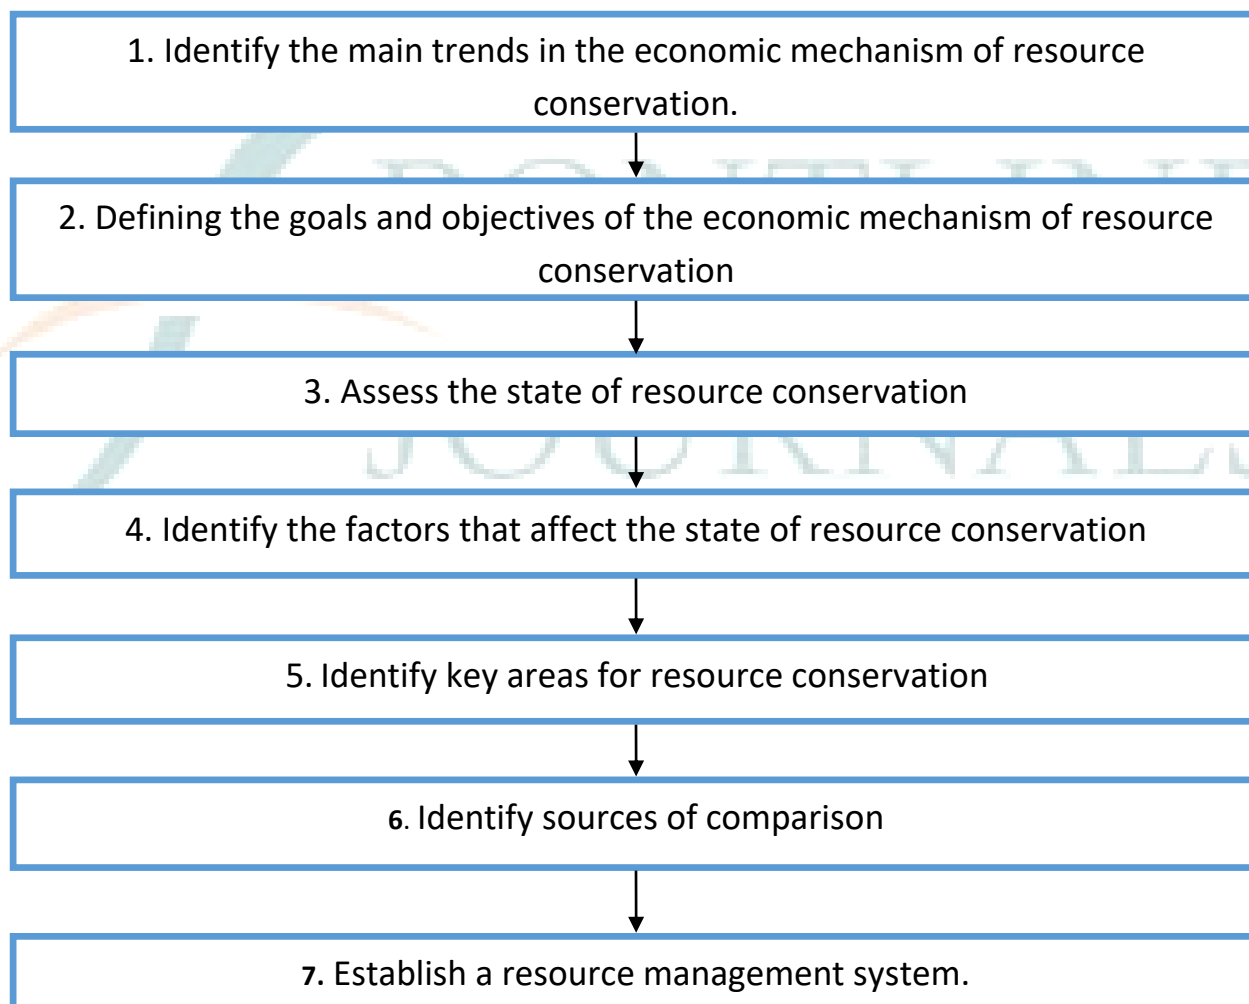 1. Identify the main trends in the economic mechanism of resource
conservation.
RONTLINE
2. Defining the goals and objectives of the economic mechanism of resource
conservation
3. Assess the state of resource conservation
JOURNALS
4. Identify the factors that affect the state of resource conservation
5. Identify key areas for resource conservation
6. Identify sources of comparison
7. Establish a resource management system.